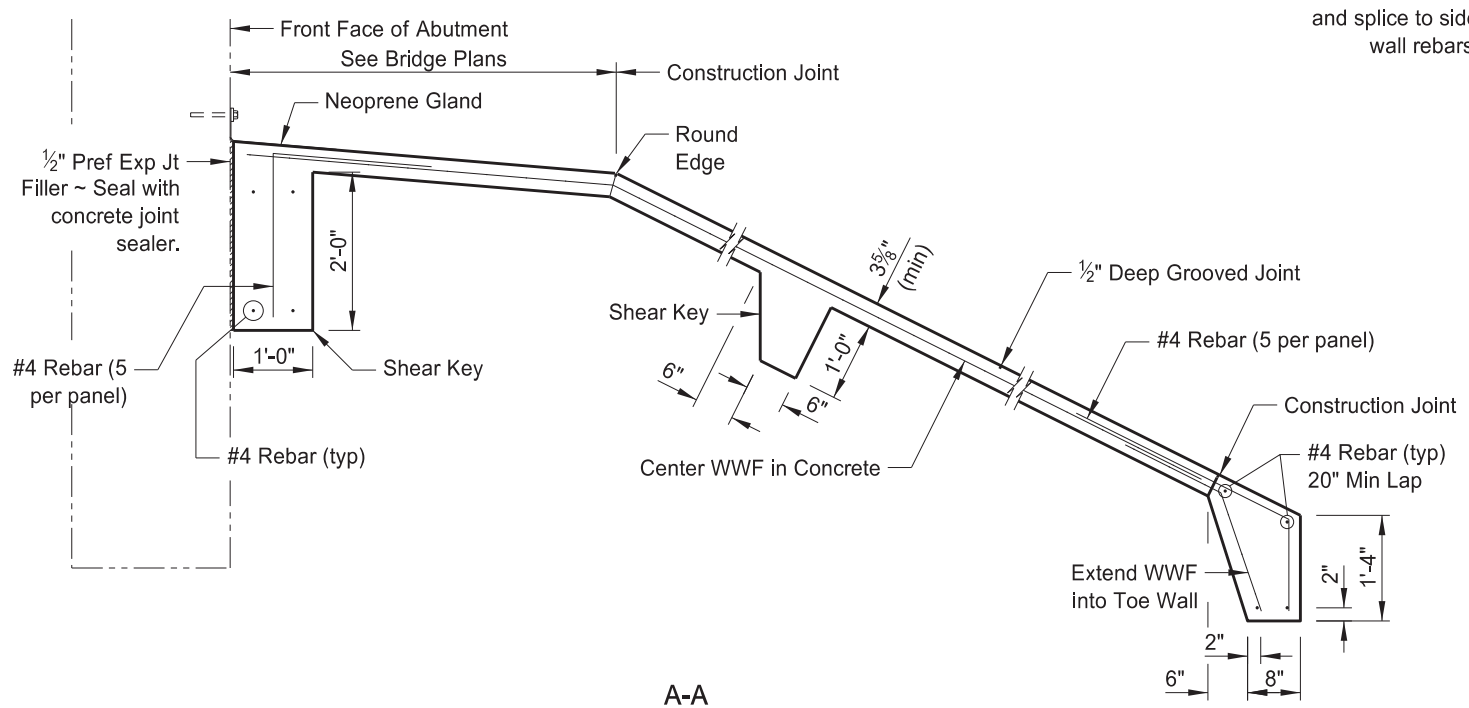 and splice to side
wall rebars
Front Face of Abutment
See Bridge Plans
Construction Joint
Neoprene Gland
Round
Edge
½" Pref Exp Jt
Filler ~ Seal with
concrete joint
sealer.
2'-0"
3⅝"
(min)
½" Deep Grooved Joint
Shear Key
#4 Rebar (5 per panel)
1'-0"
#4 Rebar (5
per panel)
1'-0"
Shear Key
6"
6"
Construction Joint
#4 Rebar (typ)
Center WWF in Concrete
#4 Rebar (typ)
20" Min Lap
Extend WWF
into Toe Wall
2"
1'-4"
2"
6"
8"
A-A